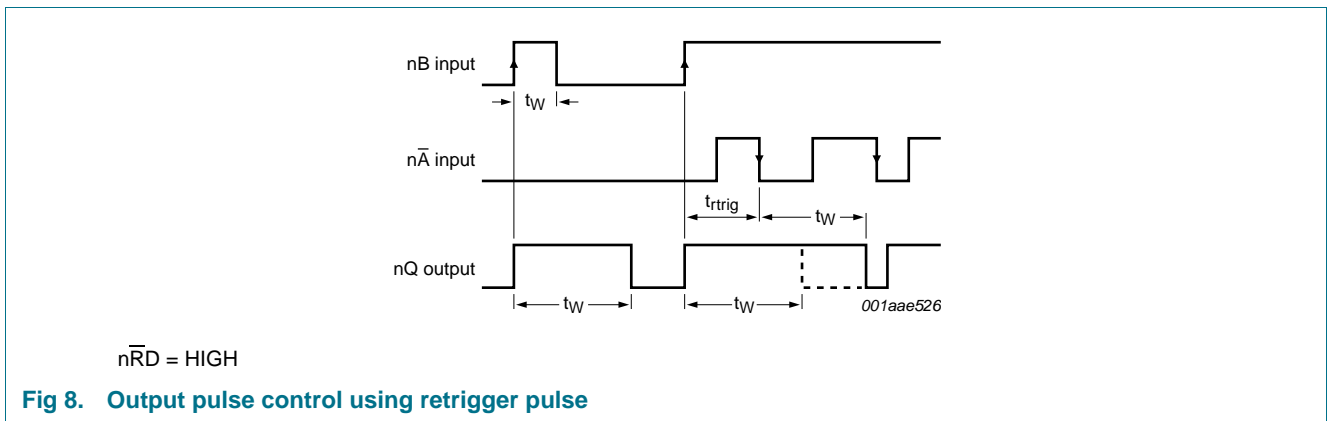 nB input
tW
nA̅ input
trtrig
tW
nQ output
tW
tW
001aae526
nR̅D = HIGH
Fig 8. Output pulse control using retrigger pulse